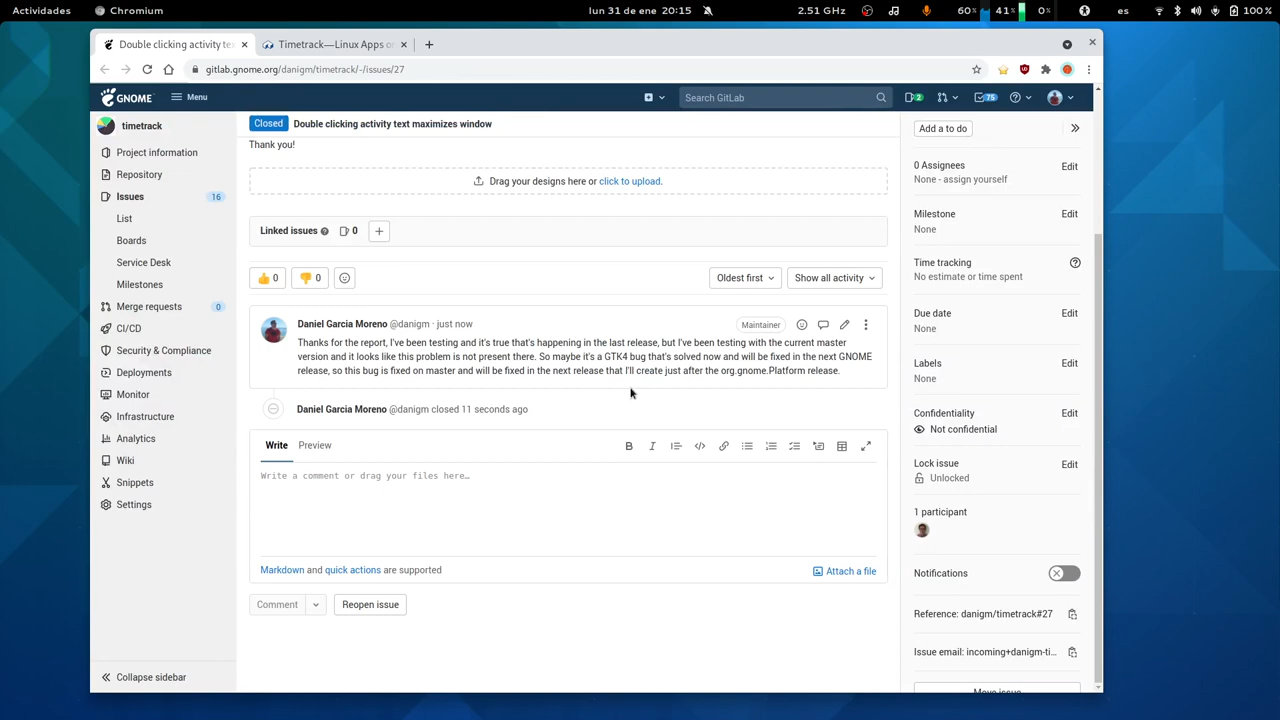 Actividades Chromium lun 31 de ene 20:15 2.51 GHz 60% 41% 0% es 100 %
Double clicking activity tex Timetrack—Linux Apps o
gitlab.gnome.org/danigm/timetrack/-/issues/27
GNOME Menu Search GitLab 2 75
timetrack
Project information
Repository
Issues 16
List
Boards
Service Desk
Milestones
Merge requests 0
CI/CD
Security & Compliance
Deployments
Monitor
Infrastructure
Analytics
Wiki
Snippets
Settings
Collapse sidebar
Closed Double clicking activity text maximizes window
Thank you!
Drag your designs here or click to upload.
Linked issues 0
0 0 Oldest first Show all activity
Daniel Garcia Moreno @danigm · just now Maintainer
Thanks for the report, I've been testing and it's true that's happening in the last release, but I've been testing with the current master
version and it looks like this problem is not present there. So maybe it's a GTK4 bug that's solved now and will be fixed in the next GNOME
release, so this bug is fixed on master and will be fixed in the next release that I'll create just after the org.gnome.Platform release.
Daniel Garcia Moreno @danigm closed 11 seconds ago
Write Preview
Write a comment or drag your files here…
Markdown and quick actions are supported Attach a file
Comment Reopen issue
Add a to do
0 Assignees Edit
None - assign yourself
Milestone Edit
None
Time tracking
No estimate or time spent
Due date Edit
None
Labels Edit
None
Confidentiality Edit
Not confidential
Lock issue Edit
Unlocked
1 participant
Notifications
Reference: danigm/timetrack#27
Issue email: incoming+danigm-ti...
Move issue